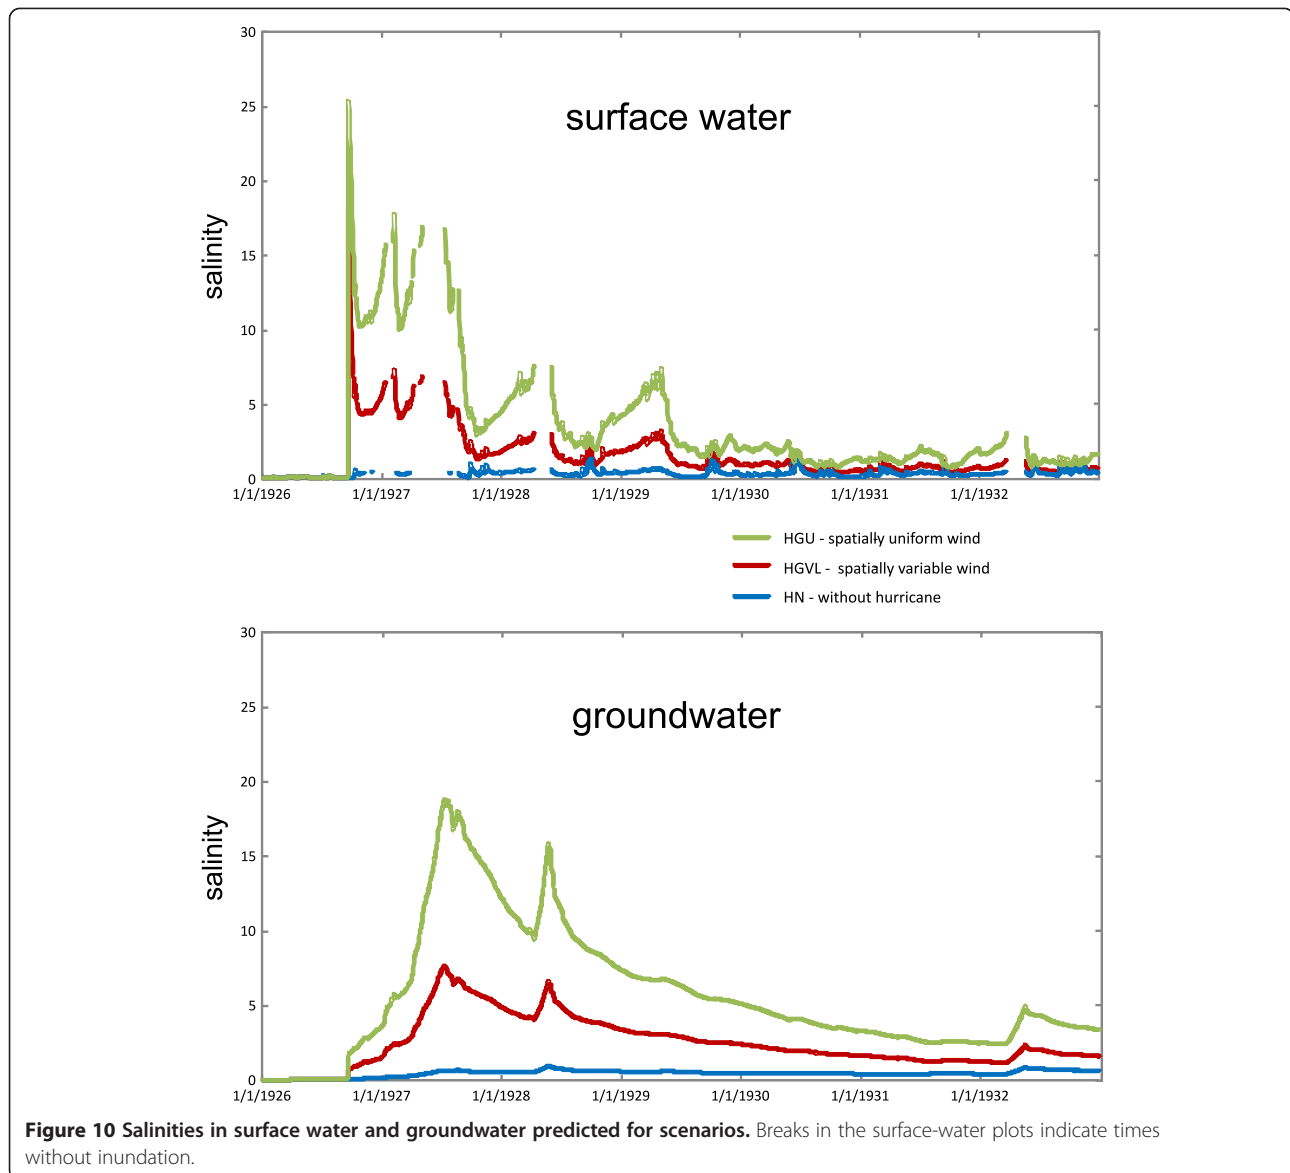 30
25
20
15
10
5
0
salinity
surface water
1/1/1926 1/1/1927 1/1/1928 1/1/1929 1/1/1930 1/1/1931 1/1/1932
HGU - spatially uniform wind
HGVL - spatially variable wind
HN - without hurricane
30
25
20
15
10
5
0
salinity
groundwater
1/1/1926 1/1/1927 1/1/1928 1/1/1929 1/1/1930 1/1/1931 1/1/1932
Figure 10 Salinities in surface water and groundwater predicted for scenarios. Breaks in the surface-water plots indicate times
without inundation.